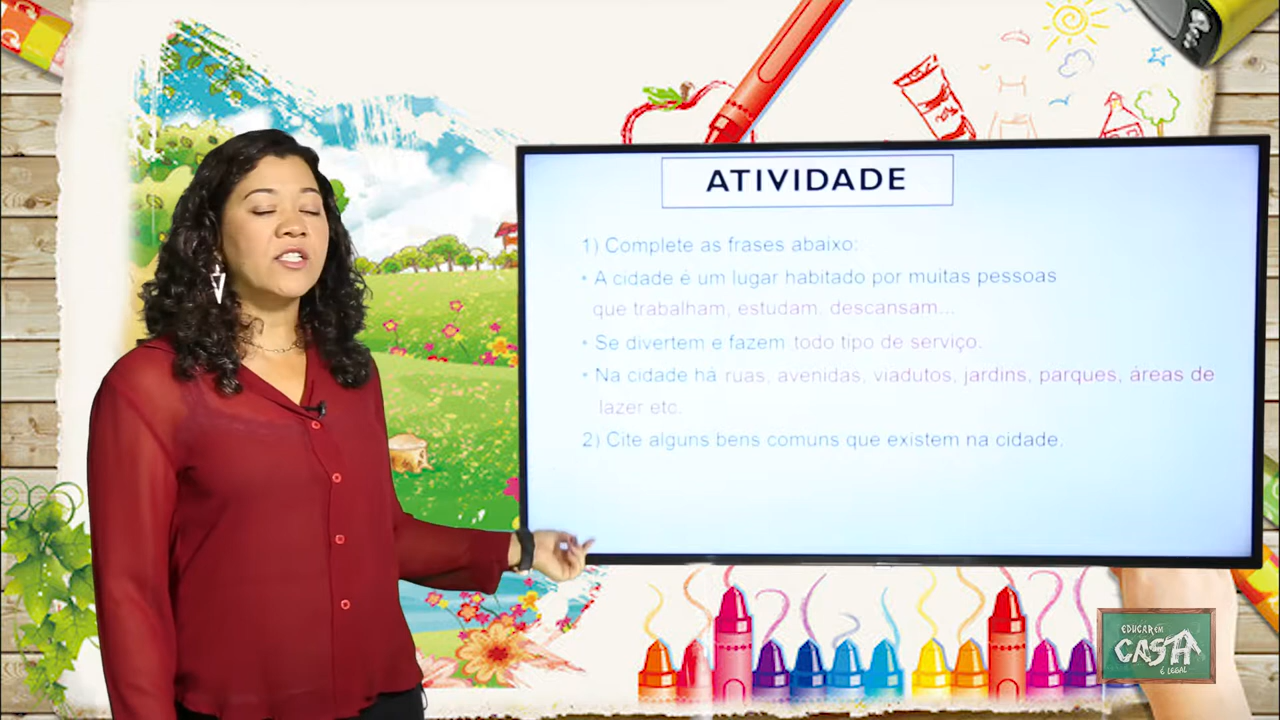 ATIVIDADE
1) Complete as frases abaixo:
• A cidade é um lugar habitado por muitas pessoas
que trabalham, estudam. descansam...
• Se divertem e fazem todo tipo de serviço.
• Na cidade há ruas, avenidas, viadutos, jardins, parques, áreas de
lazer etc.
2) Cite alguns bens comuns que existem na cidade.
EDUCAR EM
CASA
É LEGAL